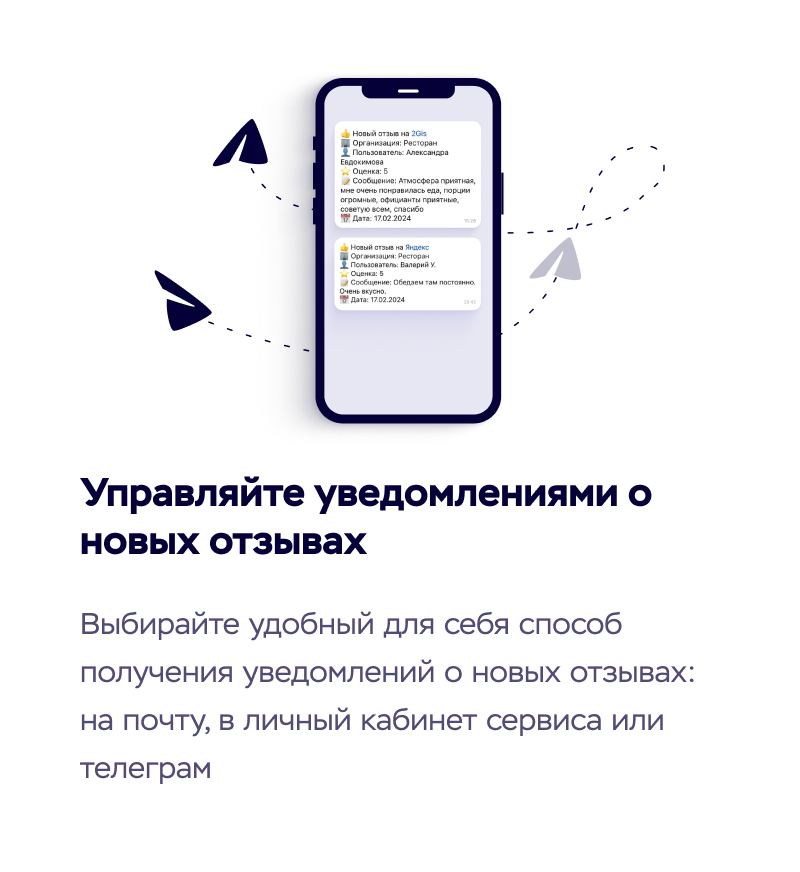 👍 Новый отзыв на 2Gis
🏢 Организация: Ресторан
👤 Пользователь: Александра
Евдокимова
⭐ Оценка: 5
📝 Сообщение: Атмосфера приятная,
мне очень понравилась еда, порции
огромные, официанты приятные,
советую всем, спасибо
📅 Дата: 17.02.2024
👍 Новый отзыв на Яндекс
🏢 Организация: Ресторан
👤 Пользователь: Валерий У.
⭐ Оценка: 5
📝 Сообщение: Обедаем там постоянно.
Очень вкусно.
📅 Дата: 17.02.2024
Управляйте уведомлениями о
новых отзывах
Выбирайте удобный для себя способ
получения уведомлений о новых отзывах:
на почту, в личный кабинет сервиса или
телеграм